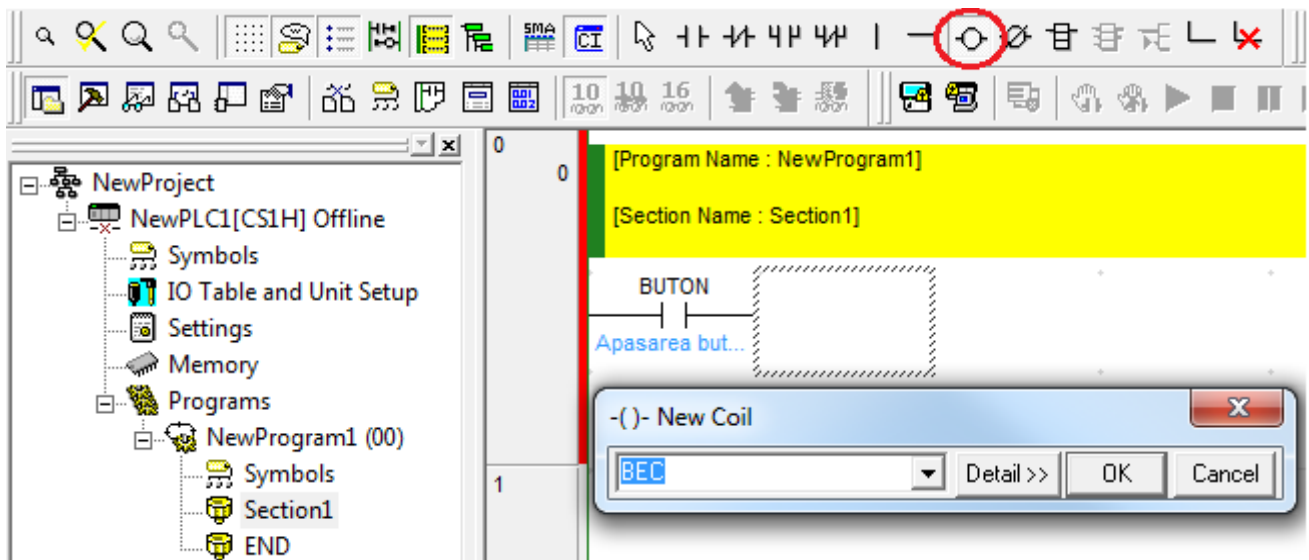 SMA
CI
10
10
16
NewProject
NewPLC1[CS1H] Offline
Symbols
IO Table and Unit Setup
Settings
Memory
Programs
NewProgram1 (00)
Symbols
Section1
END
0
0
[Program Name : NewProgram1]
[Section Name : Section1]
BUTON
Apasarea but...
-( )- New Coil
BEC
Detail >>
OK
Cancel
1